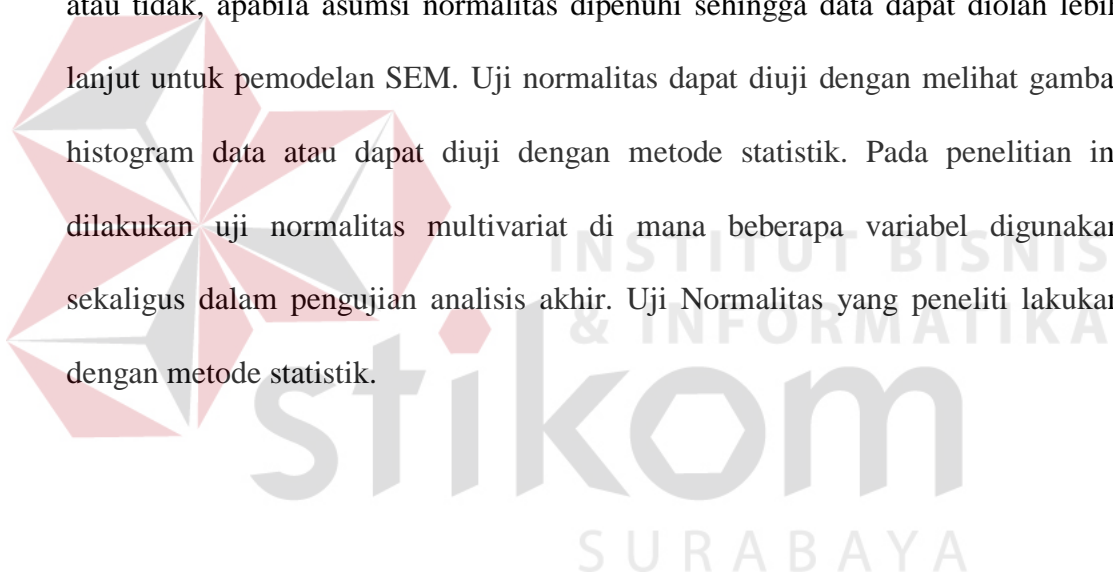 atau tidak, apabila asumsi normalitas dipenuhi sehingga data dapat diolah lebih
lanjut untuk pemodelan SEM. Uji normalitas dapat diuji dengan melihat gamba
histogram data atau dapat diuji dengan metode statistik. Pada penelitian in
dilakukan uji normalitas multivariat di mana beberapa variabel digunakan
sekaligus dalam pengujian analisis akhir. Uji Normalitas yang peneliti lakukan
dengan metode statistik.
INSTITUT BISNIS
& INFORMATIKA
stikom
SURABAYA